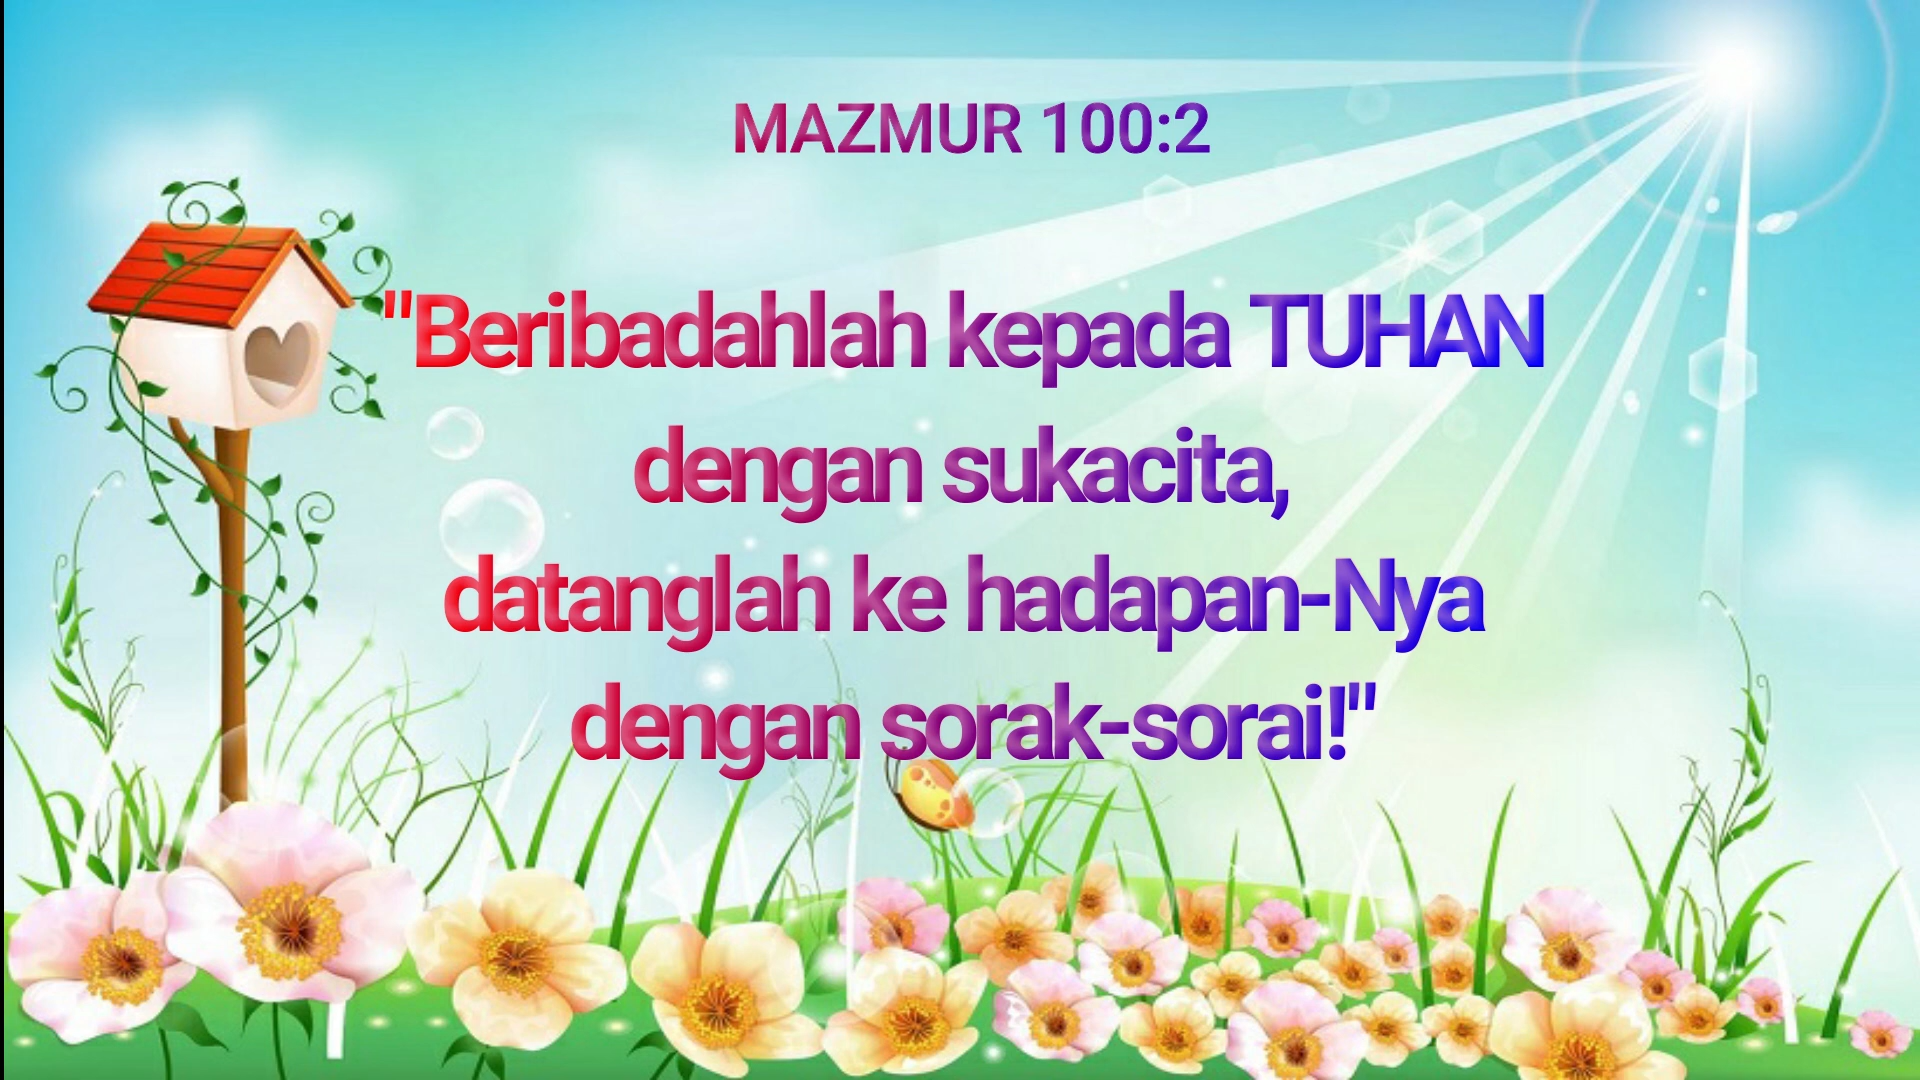 MAZMUR 100:2
"Beribadahlah kepada TUHAN
dengan sukacita,
datanglah ke hadapan-Nya
dengan sorak-sorai!"